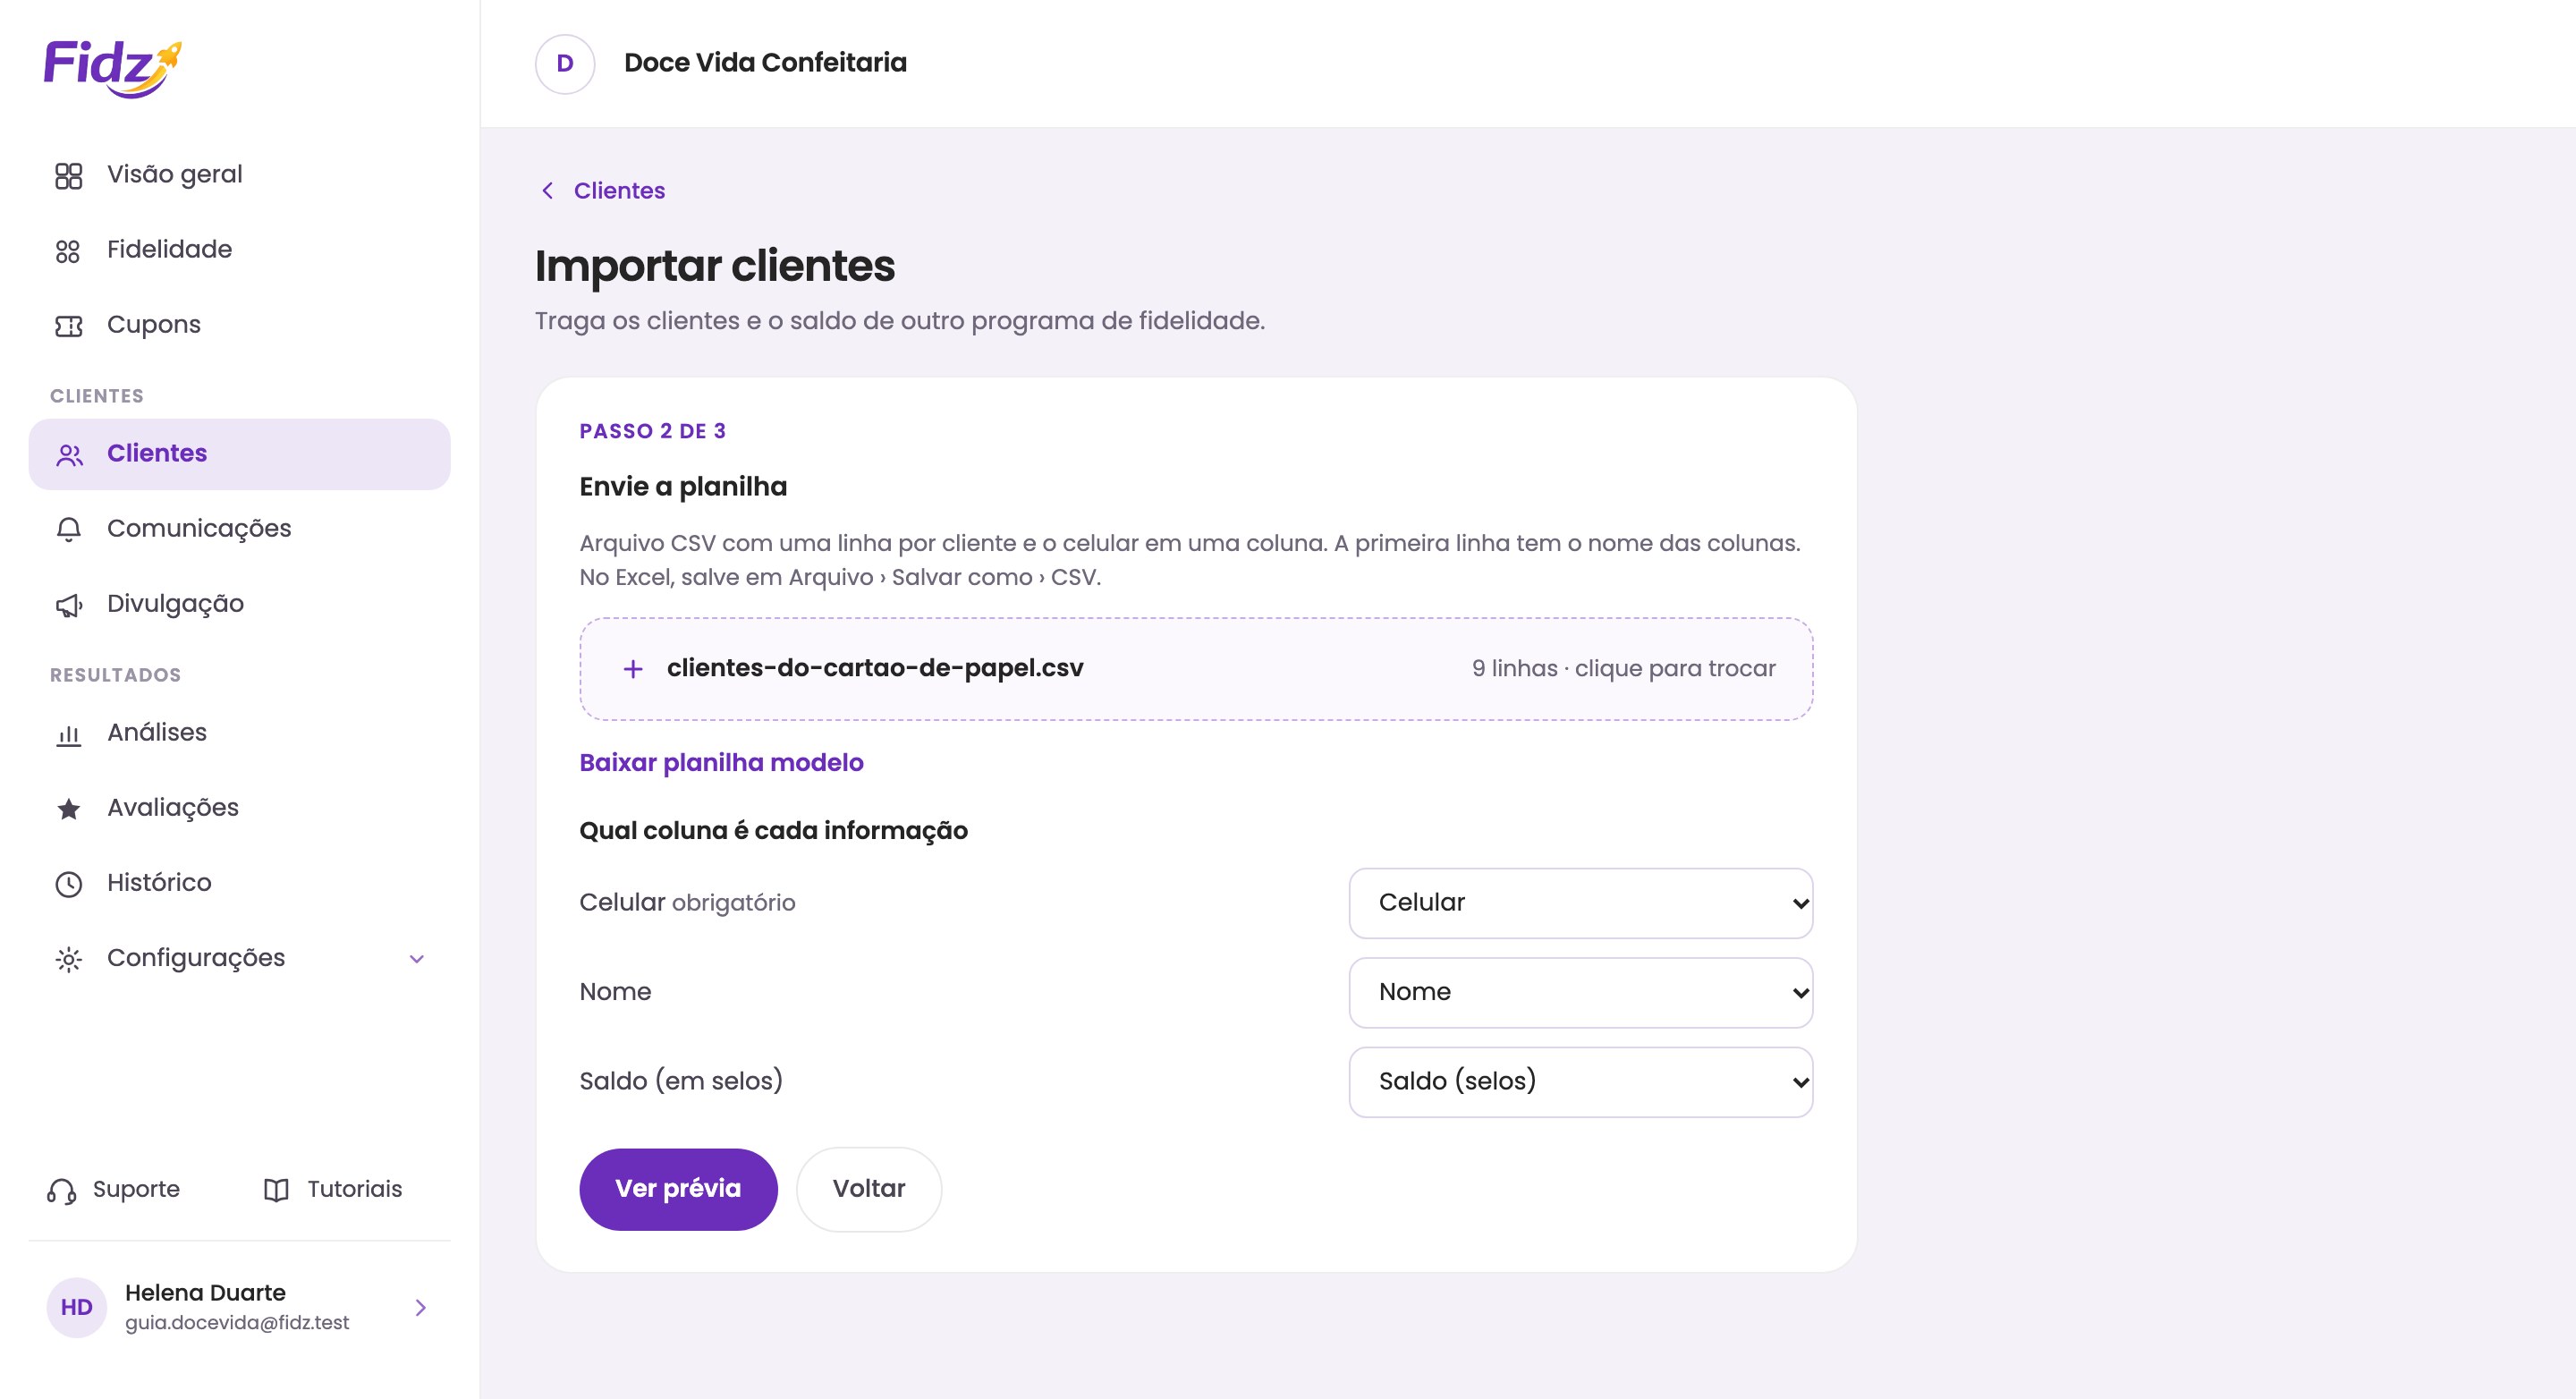 Fidz
Visão geral
Fidelidade
Cupons
CLIENTES
Clientes
Comunicações
Divulgação
RESULTADOS
Análises
Avaliações
Histórico
Configurações
Suporte
Tutoriais
HD
Helena Duarte
guia.docevida@fidz.test
D
Doce Vida Confeitaria
Clientes
Importar clientes
Traga os clientes e o saldo de outro programa de fidelidade.
PASSO 2 DE 3
Envie a planilha
Arquivo CSV com uma linha por cliente e o celular em uma coluna. A primeira linha tem o nome das colunas.
No Excel, salve em Arquivo › Salvar como › CSV.
+ clientes-do-cartao-de-papel.csv 9 linhas · clique para trocar
Baixar planilha modelo
Qual coluna é cada informação
Celular obrigatório Celular
Nome Nome
Saldo (em selos) Saldo (selos)
Ver prévia Voltar